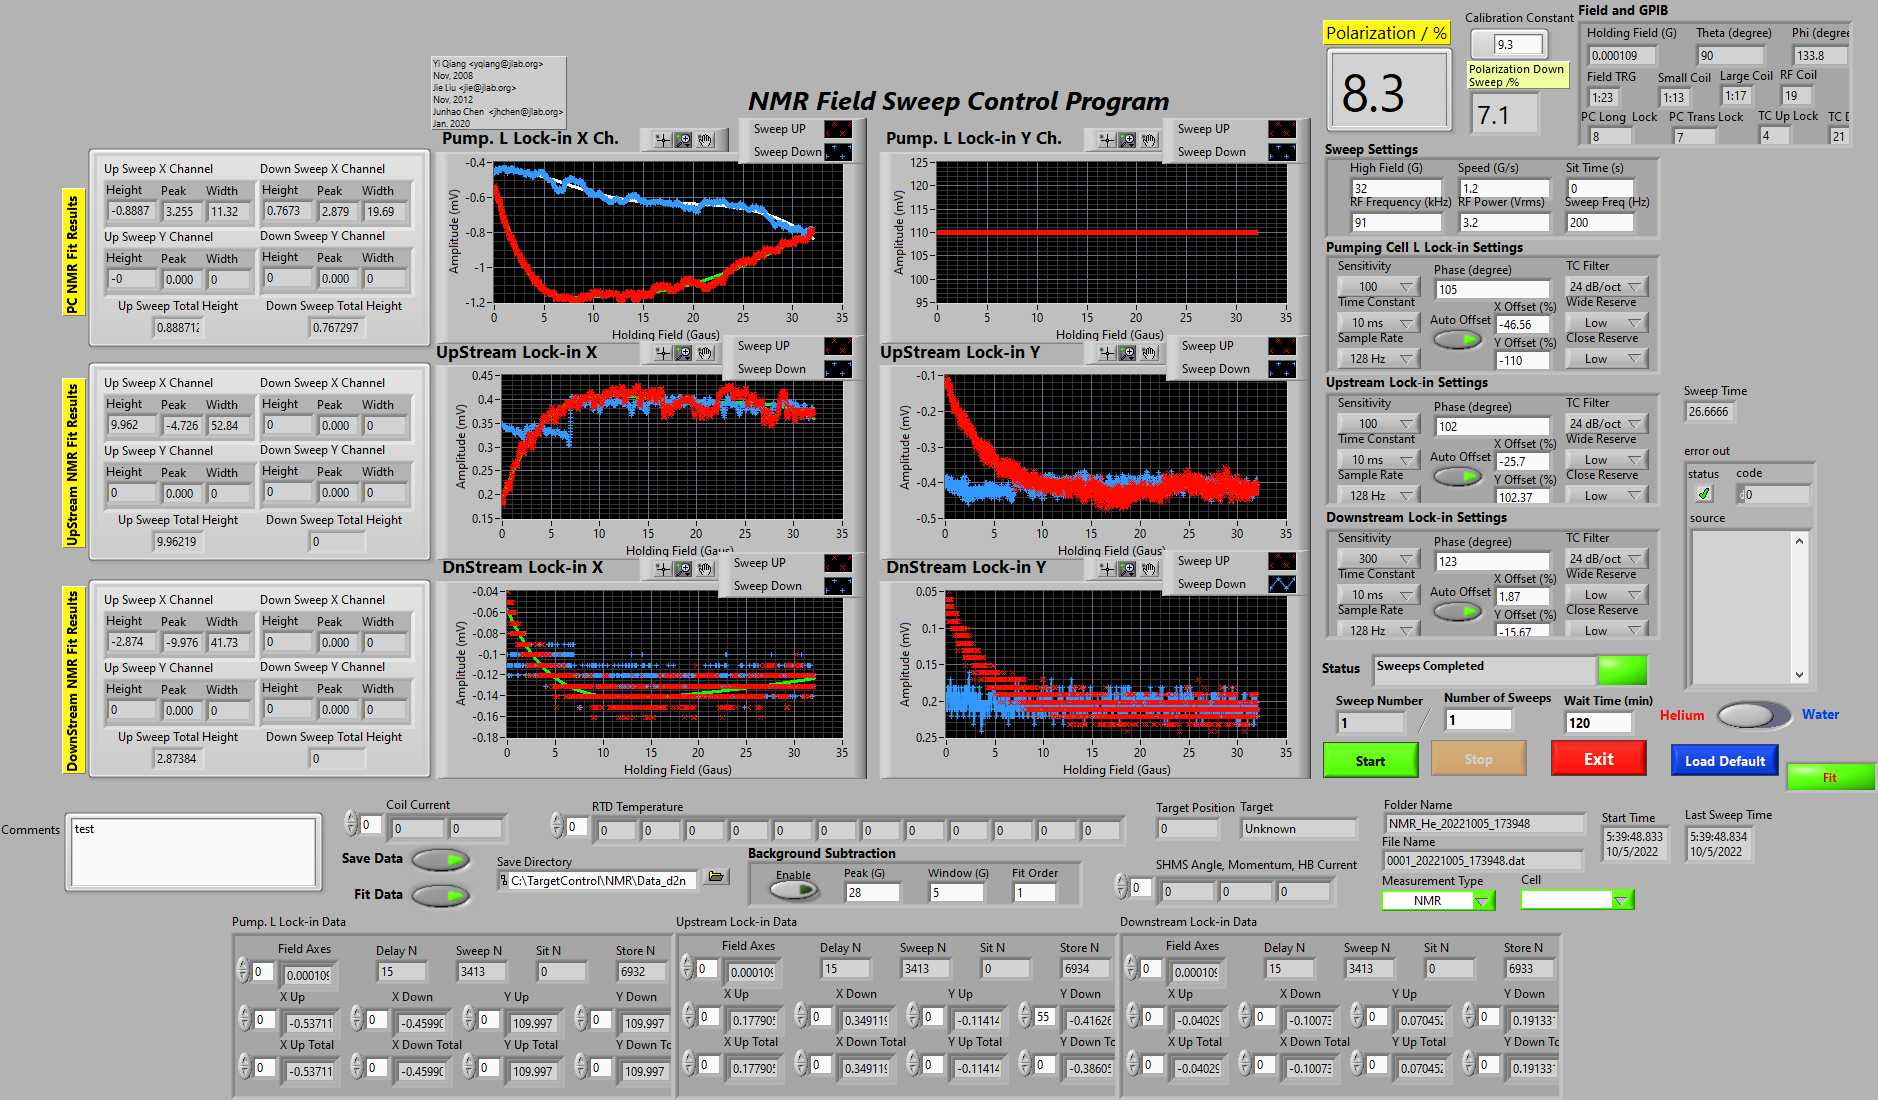 Yi Qiang <yqiang@jlab.org>
Nov, 2008
Jie Liu <jie@jlab.org>
Nov, 2012
Junhao Chen <jhchen@jlab.org>
Jan. 2020
NMR Field Sweep Control Program
Polarization / %
8.3
Calibration Constant
9.3
Polarization Down
Sweep /%
7.1
Field and GPIB
Holding Field (G) Theta (degree) Phi (degree
0.000109 90 133.8
Field TRG Small Coil Large Coil RF Coil
1:23 1:13 1:17 19
PC Long Lock PC Trans Lock TC Up Lock TC D
8 7 4 21
PC NMR Fit Results
Up Sweep X Channel Down Sweep X Channel
Height Peak Width Height Peak Width
-0.8887 3.255 11.32 0.7673 2.879 19.69
Up Sweep Y Channel Down Sweep Y Channel
Height Peak Width Height Peak Width
-0 0.000 0 0 0.000 0
Up Sweep Total Height Down Sweep Total Height
0.888712 0.767297
UpStream NMR Fit Results
Up Sweep X Channel Down Sweep X Channel
Height Peak Width Height Peak Width
9.962 -4.726 52.84 0 0.000 0
Up Sweep Y Channel Down Sweep Y Channel
Height Peak Width Height Peak Width
0 0.000 0 0 0.000 0
Up Sweep Total Height Down Sweep Total Height
9.96219 0
DownStream NMR Fit Results
Up Sweep X Channel Down Sweep X Channel
Height Peak Width Height Peak Width
-2.874 -9.976 41.73 0 0.000 0
Up Sweep Y Channel Down Sweep Y Channel
Height Peak Width Height Peak Width
0 0.000 0 0 0.000 0
Up Sweep Total Height Down Sweep Total Height
2.87384 0
Pump. L Lock-in X Ch.
Sweep UP
Sweep Down
Amplitude (mV)
-0.4
-0.6
-0.8
-1
-1.2
0 5 10 15 20 25 30 35
Holding Field (Gaus)
Pump. L Lock-in Y Ch.
Sweep UP
Sweep Down
Amplitude (mV)
125
120
115
110
105
100
95
0 5 10 15 20 25 30 35
Holding Field (Gaus)
UpStream Lock-in X
Sweep UP
Sweep Down
Amplitude (mV)
0.45
0.4
0.35
0.3
0.25
0.2
0.15
0 5 10 15 20 25 30 35
Holding Field (Gaus)
UpStream Lock-in Y
Sweep UP
Sweep Down
Amplitude (mV)
-0.1
-0.2
-0.3
-0.4
-0.5
0 5 10 15 20 25 30 35
Holding Field (Gaus)
DnStream Lock-in X
Sweep UP
Sweep Down
Amplitude (mV)
-0.04
-0.06
-0.08
-0.1
-0.12
-0.14
-0.16
-0.18
0 5 10 15 20 25 30 35
Holding Field (Gaus)
DnStream Lock-in Y
Sweep UP
Sweep Down
Amplitude (mV)
0.05
0.1
0.15
0.2
0.25
0 5 10 15 20 25 30 35
Holding Field (Gaus)
Sweep Settings
High Field (G) Speed (G/s) Sit Time (s)
32 1.2 0
RF Frequency (kHz) RF Power (Vrms) Sweep Freq (Hz)
91 3.2 200
Pumping Cell L Lock-in Settings
Sensitivity Phase (degree) TC Filter
100 105 24 dB/oct
Time Constant X Offset (%) Wide Reserve
10 ms Auto Offset -46.56 Low
Sample Rate Y Offset (%) Close Reserve
128 Hz -110 Low
Upstream Lock-in Settings
Sensitivity Phase (degree) TC Filter
100 102 24 dB/oct
Time Constant X Offset (%) Wide Reserve
10 ms Auto Offset -25.7 Low
Sample Rate Y Offset (%) Close Reserve
128 Hz 102.37 Low
Downstream Lock-in Settings
Sensitivity Phase (degree) TC Filter
300 123 24 dB/oct
Time Constant X Offset (%) Wide Reserve
10 ms Auto Offset 1.87 Low
Sample Rate Y Offset (%) Close Reserve
128 Hz -15.67 Low
Sweep Time
26.6666
error out
status code
0
source
Status Sweeps Completed
Sweep Number Number of Sweeps Wait Time (min)
1 / 1 120
Helium Water
Start Stop Exit Load Default Fit
Comments test
Coil Current
0 0 0
Save Data
Fit Data
RTD Temperature
0 0 0 0 0 0 0 0 0 0 0 0 0
Save Directory
C:\TargetControl\NMR\Data_d2n
Background Subtraction
Enable Peak (G) Window (G) Fit Order
28 5 1
Target Position Target
0 Unknown
SHMS Angle, Momentum, HB Current
0 0 0 0
Folder Name
NMR_He_20221005_173948
File Name
0001_20221005_173948.dat
Measurement Type Cell
NMR
Start Time
5:39:48.833
10/5/2022
Last Sweep Time
5:39:48.834
10/5/2022
Pump. L Lock-in Data
Field Axes Delay N Sweep N Sit N Store N
0 0.000109 15 3413 0 6932
X Up X Down Y Up Y Down
0 -0.53711 0 -0.45990 0 109.997 0 109.997
X Up Total X Down Total Y Up Total Y Down To
0 -0.53711 0 -0.45990 0 109.997 0 109.997
Upstream Lock-in Data
Field Axes Delay N Sweep N Sit N Store N
0 0.000109 15 3413 0 6934
X Up X Down Y Up Y Down
0 0.177905 0 0.349119 0 -0.11414 55 -0.41626
X Up Total X Down Total Y Up Total Y Down To
0 0.177905 0 0.349119 0 -0.11414 0 -0.38605
Downstream Lock-in Data
Field Axes Delay N Sweep N Sit N Store N
0 0.000109 15 3413 0 6933
X Up X Down Y Up Y Down
0 -0.04029 0 -0.10073 0 0.070452 0 0.19133
X Up Total X Down Total Y Up Total Y Down To
0 -0.04029 0 -0.10073 0 0.070452 0 0.19133